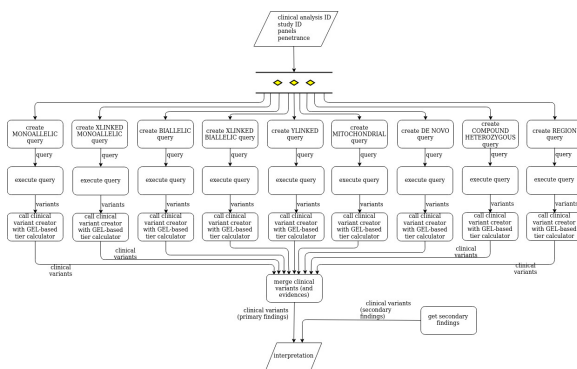 clinical analysis ID
study ID
panels
penetrance
create
MONOALLELIC
query
create XLINKED
MONOALLELIC
query
create BIALLELIC
query
create XLINKED
BIALLELIC query
create YLINKED
query
create
MITOCHONDRIAL
query
create DE NOVO
query
create
COMPOUND
HETEROZYGOUS
query
create REGION
query
query
query
query
query
query
query
query
query
query
execute query
execute query
execute query
execute query
execute query
execute query
execute query
execute query
execute query
variants
variants
variants
variants
variants
variants
variants
variants
variants
call clinical
variant creator
with GEL-based
tier calculator
call clinical
variant creator
with GEL-based
tier calculator
call clinical
variant creator
with GEL-based
tier calculator
call clinical
variant creator
with GEL-based
tier calculator
call clinical
variant creator
with GEL-based
tier calculator
call clinical
variant creator
with GEL-based
tier calculator
call clinical
variant creator
with GEL-based
tier calculator
call clinical
variant creator
with GEL-based
tier calculator
call clinical
variant creator
with GEL-based
tier calculator
clinical
variants
clinical
variants
clinical
variants
clinical
variants
merge clinical
variants (and
evidences)
clinical variants
(primary findings)
clinical variants
(secondary
findings)
get secondary
findings
interpretation